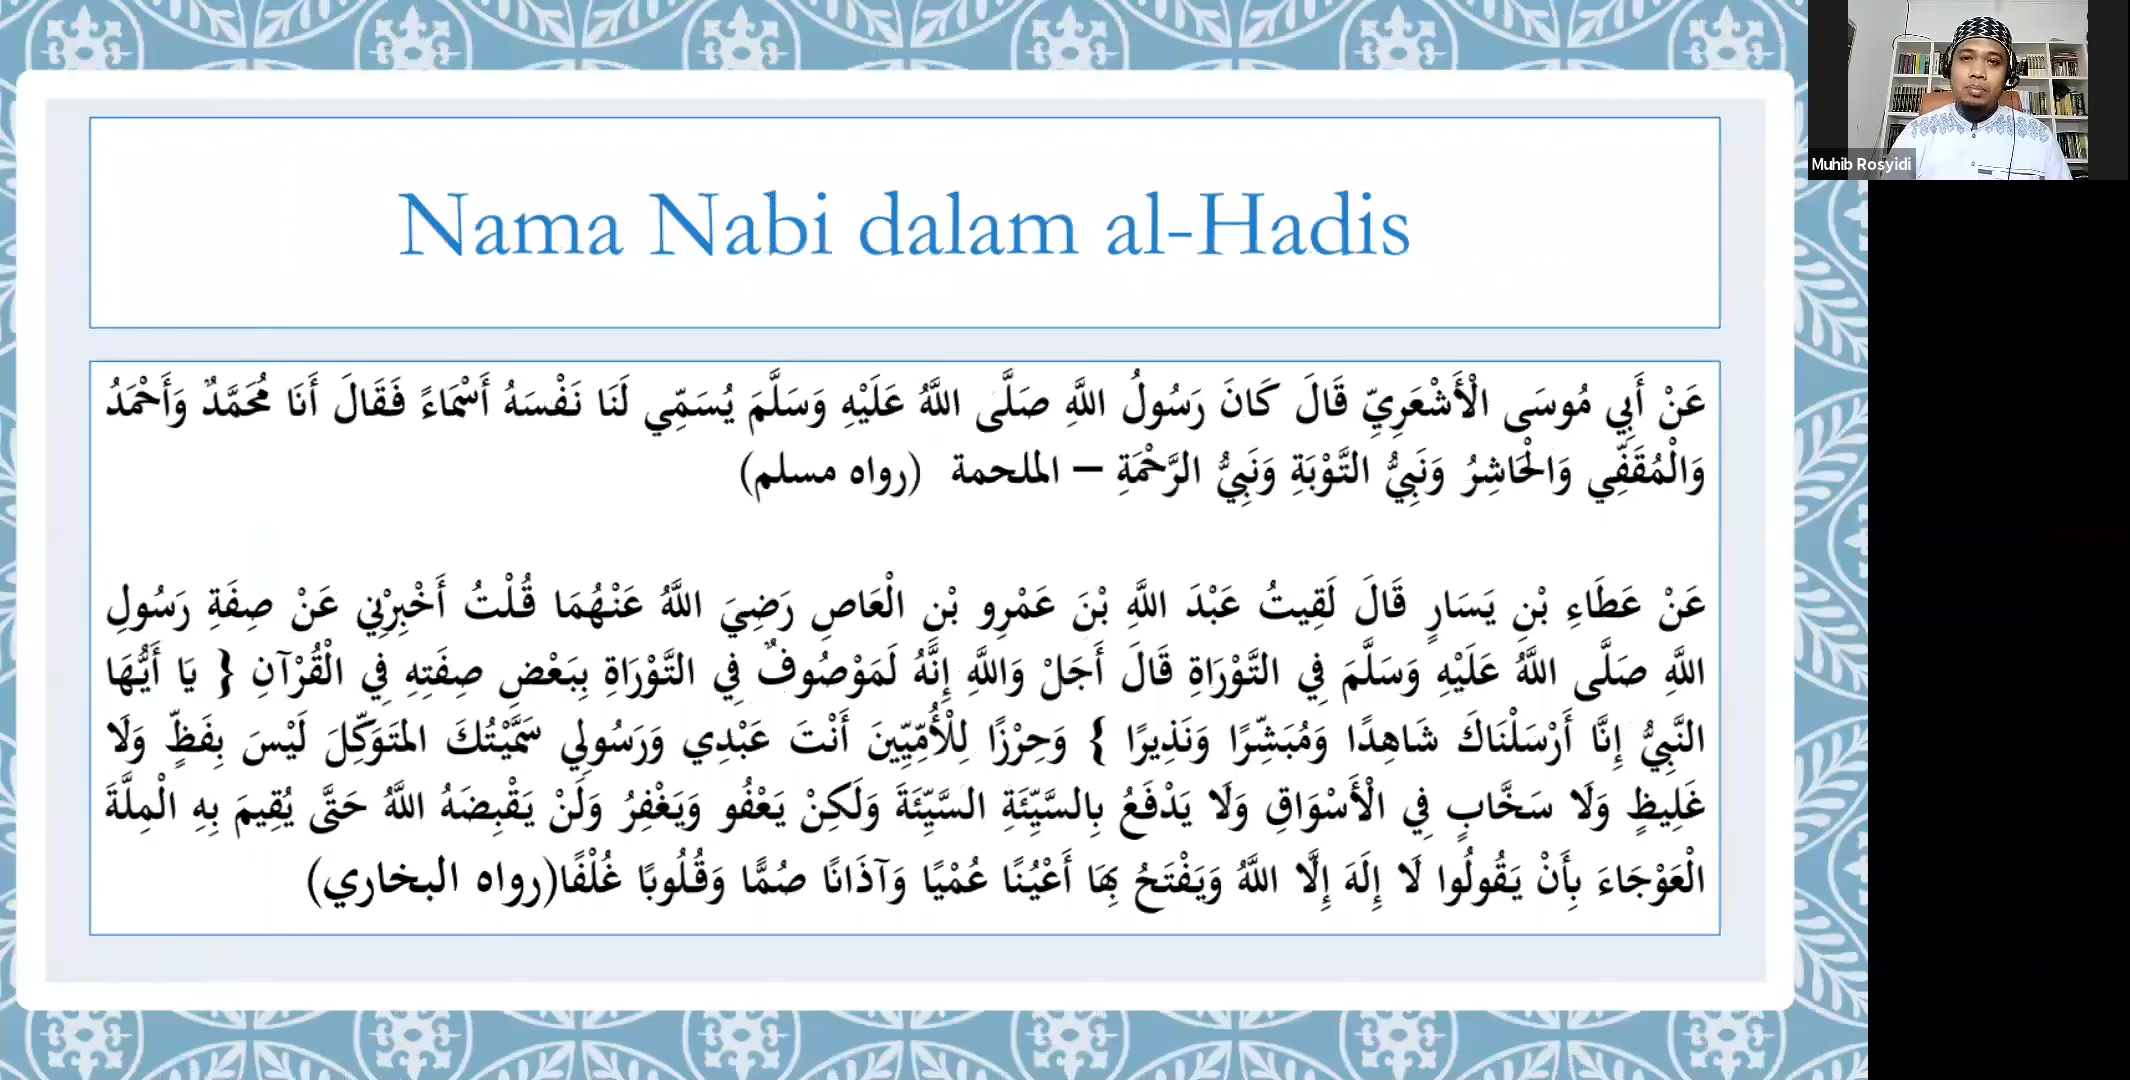 Nama Nabi dalam al-Hadis
عَنْ أَبِي مُوسَى الْأَشْعَرِيِّ قَالَ كَانَ رَسُولُ اللَّهِ صَلَّى اللَّهُ عَلَيْهِ وَسَلَّمَ يُسَمِّي لَنَا نَفْسَهُ أَسْمَاءً فَقَالَ أَنَا مُحَمَّدٌ وَأَحْمَدُ
وَالْمُقَفِّي وَالْحَاشِرُ وَنَبِيُّ التَّوْبَةِ وَنَبِيُّ الرَّحْمَةِ – الملحمة (رواه مسلم)
عَنْ عَطَاءِ بْنِ يَسَارٍ قَالَ لَقِيتُ عَبْدَ اللَّهِ بْنَ عَمْرِو بْنِ الْعَاصِ رَضِيَ اللَّهُ عَنْهُمَا قُلْتُ أَخْبِرْنِي عَنْ صِفَةِ رَسُولِ
اللَّهِ صَلَّى اللَّهُ عَلَيْهِ وَسَلَّمَ فِي التَّوْرَاةِ قَالَ أَجَلْ وَاللَّهِ إِنَّهُ لَمَوْصُوفٌ فِي التَّوْرَاةِ بِبَعْضِ صِفَتِهِ فِي الْقُرْآنِ { يَا أَيُّهَا
النَّبِيُّ إِنَّا أَرْسَلْنَاكَ شَاهِدًا وَمُبَشِّرًا وَنَذِيرًا } وَحِرْزًا لِلْأُمِّيِّينَ أَنْتَ عَبْدِي وَرَسُولِي سَمَّيْتُكَ المتَوَكِّلَ لَيْسَ بِفَظٍّ وَلَا
غَلِيظٍ وَلَا سَخَّابٍ فِي الْأَسْوَاقِ وَلَا يَدْفَعُ بِالسَّيِّئَةِ السَّيِّئَةَ وَلَكِنْ يَعْفُو وَيَغْفِرُ وَلَنْ يَقْبِضَهُ اللَّهُ حَتَّى يُقِيمَ بِهِ الْمِلَّةَ
الْعَوْجَاءَ بِأَنْ يَقُولُوا لَا إِلَهَ إِلَّا اللَّهُ وَيَفْتَحُ بِهَا أَعْيُنًا عُمْيًا وَآذَانًا صُمًّا وَقُلُوبًا غُلْفًا(رواه البخاري)
Muhib Rosyidi